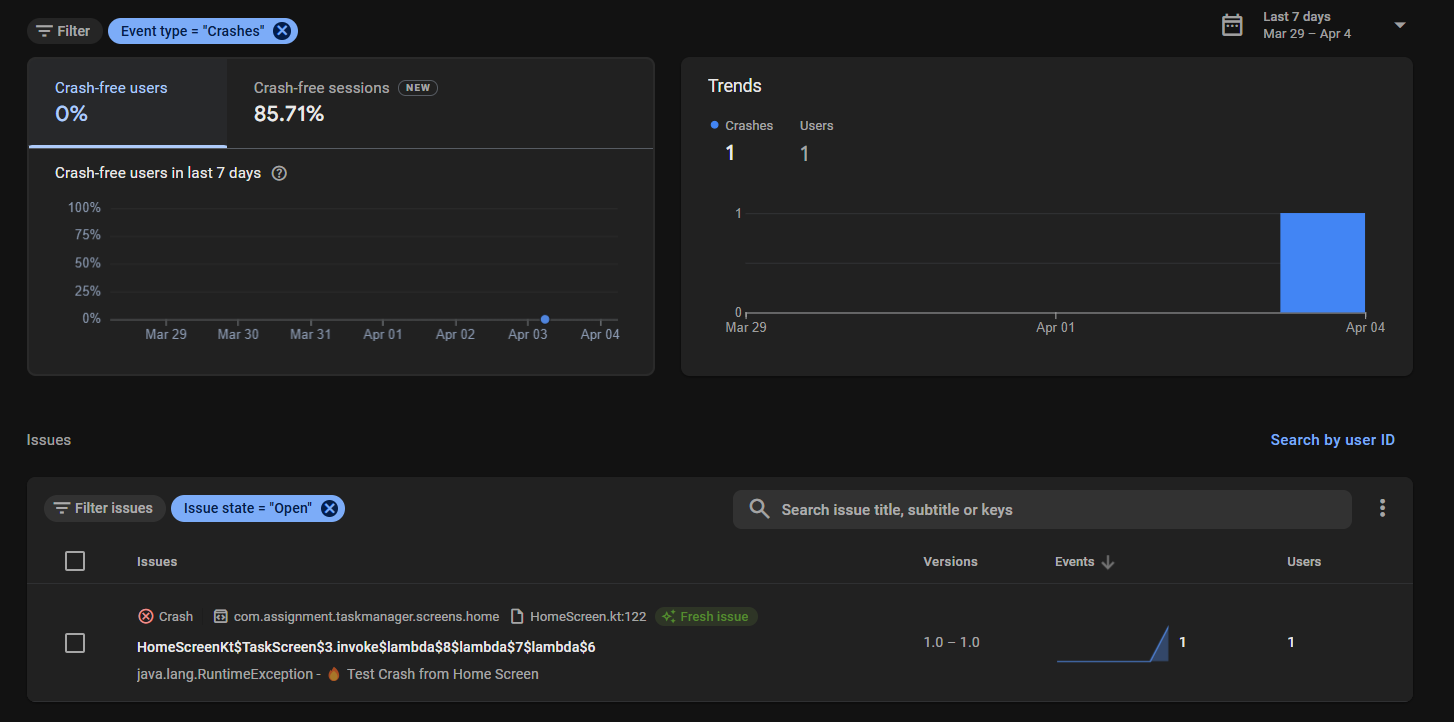 Filter
Event type = "Crashes"
Last 7 days
Mar 29 – Apr 4
Crash-free users
0%
Crash-free sessions NEW
85.71%
Crash-free users in last 7 days
100%
75%
50%
25%
0%
Mar 29 Mar 30 Mar 31 Apr 01 Apr 02 Apr 03 Apr 04
Trends
Crashes Users
1 1
1
0
Mar 29 Apr 01 Apr 04
Issues
Search by user ID
Filter issues
Issue state = "Open"
Search issue title, subtitle or keys
Issues Versions Events Users
Crash com.assignment.taskmanager.screens.home HomeScreen.kt:122 Fresh issue
HomeScreenKt$TaskScreen$3.invoke$lambda$8$lambda$7$lambda$6
1.0 – 1.0 1 1
java.lang.RuntimeException - 🔥 Test Crash from Home Screen